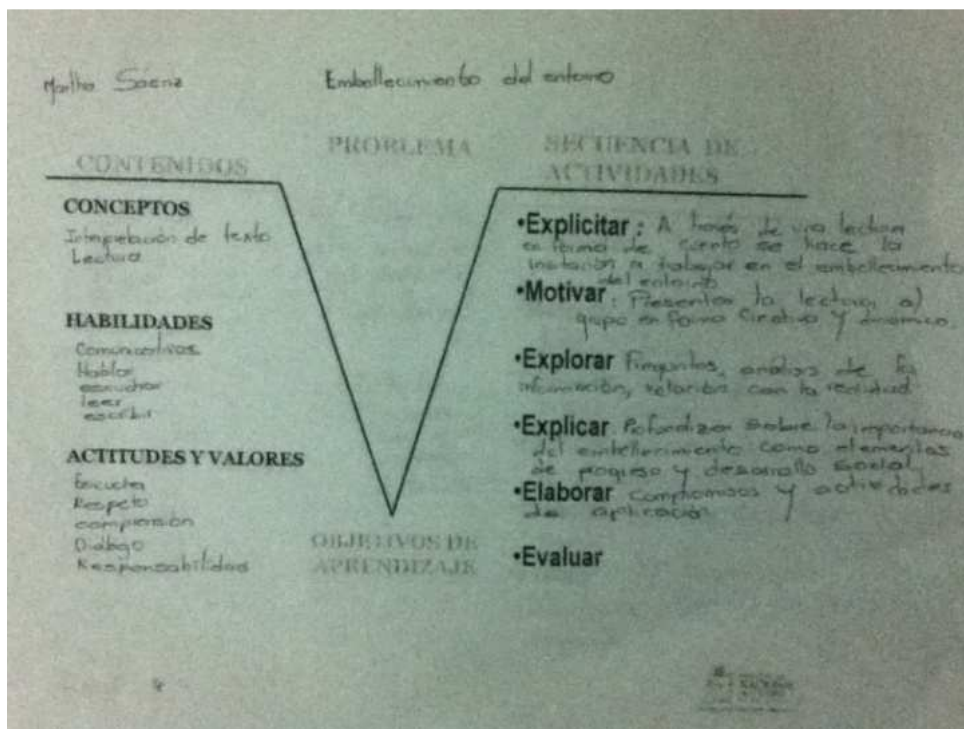 Martha Sáenz
Embellecimiento del entorno
PROBLEMA
SECUENCIA DE
ACTIVIDADES
CONTENIDOS
CONCEPTOS
Interpretación de texto
Lectura
HABILIDADES
Comunicativas
Hablar
escuchar
leer
escribir
ACTITUDES Y VALORES
Escucha
Respeto
comprensión
Diálogo
Responsabilidad
OBJETIVOS DE
APRENDIZAJE
•Explicitar: A través de una lectura
en forma de cuento se hace la
invitación a trabajar en el embellecimiento
del entorno
•Motivar: Presentar la lectura al
grupo en forma creativa y dinámica.
•Explorar Preguntas, análisis de la
información, relación con la realidad
•Explicar Profundizar sobre la importancia
del embellecimiento como elementos
de progreso y desarrollo social
•Elaborar compromisos y actividades
de aplicación
•Evaluar